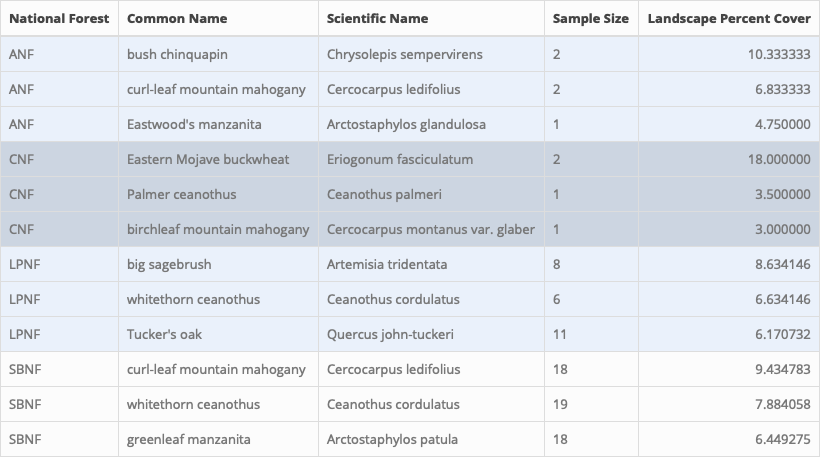 National Forest Common Name Scientific Name Sample Size Landscape Percent Cover
ANF bush chinquapin Chrysolepis sempervirens 2 10.333333
ANF curl-leaf mountain mahogany Cercocarpus ledifolius 2 6.833333
ANF Eastwood's manzanita Arctostaphylos glandulosa 1 4.750000
CNF Eastern Mojave buckwheat Eriogonum fasciculatum 2 18.000000
CNF Palmer ceanothus Ceanothus palmeri 1 3.500000
CNF birchleaf mountain mahogany Cercocarpus montanus var. glaber 1 3.000000
LPNF big sagebrush Artemisia tridentata 8 8.634146
LPNF whitethorn ceanothus Ceanothus cordulatus 6 6.634146
LPNF Tucker's oak Quercus john-tuckeri 11 6.170732
SBNF curl-leaf mountain mahogany Cercocarpus ledifolius 18 9.434783
SBNF whitethorn ceanothus Ceanothus cordulatus 19 7.884058
SBNF greenleaf manzanita Arctostaphylos patula 18 6.449275